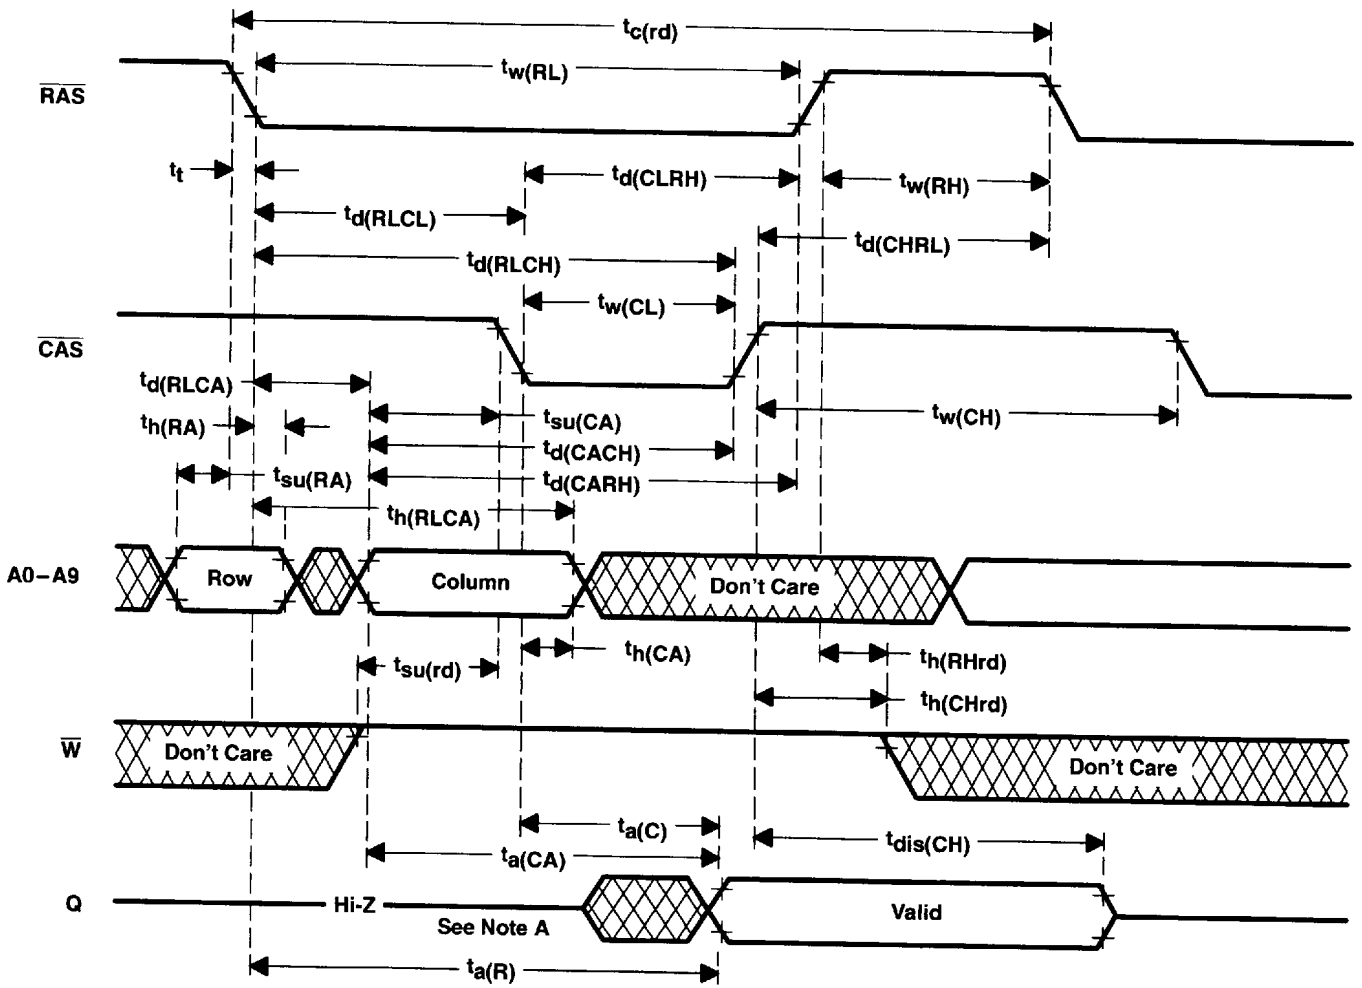 tc(rd)
tw(RL)
RAS
tt
td(CLRH)
tw(RH)
td(RLCL)
td(CHRL)
td(RLCH)
tw(CL)
CAS
td(RLCA)
th(RA)
tsu(CA)
tw(CH)
td(CACH)
tsu(RA)
td(CARH)
th(RLCA)
A0–A9
Row
Column
Don't Care
tsu(rd)
th(CA)
th(RHrd)
th(CHrd)
W
Don't Care
Don't Care
ta(C)
tdis(CH)
ta(CA)
Q
Hi-Z
Valid
See Note A
ta(R)